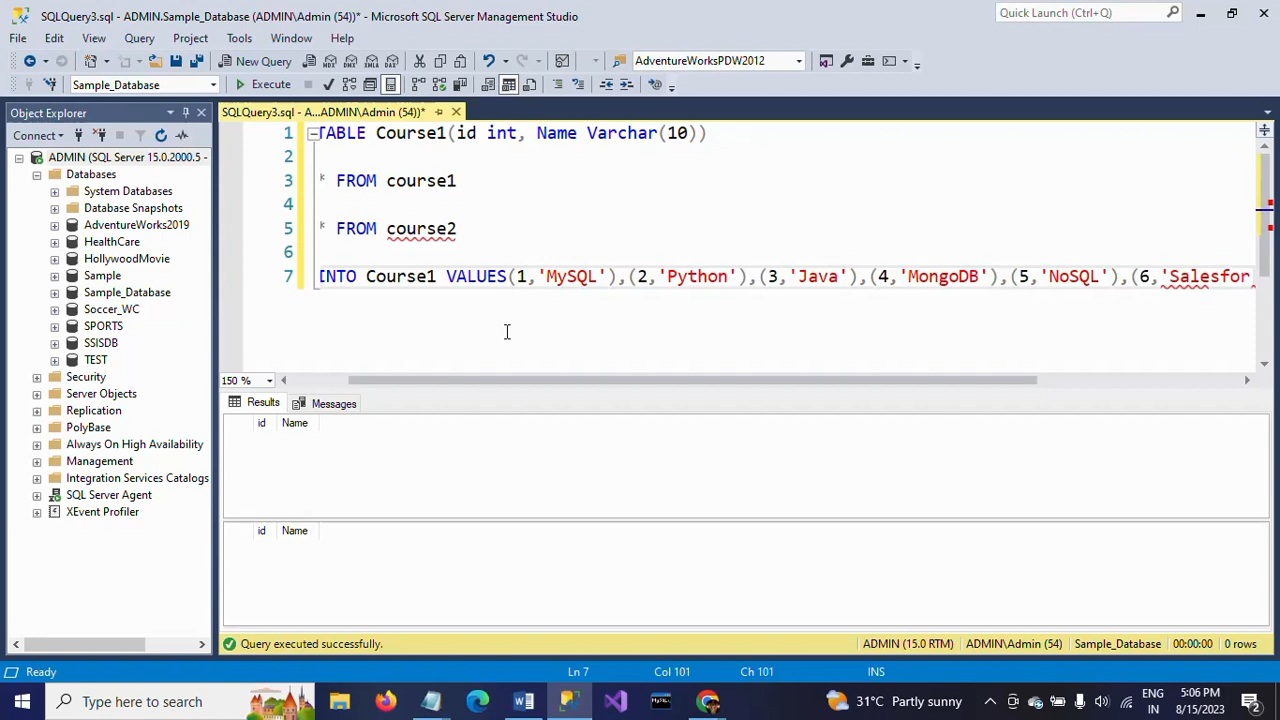 SQLQuery3.sql - ADMIN.Sample_Database (ADMIN\Admin (54))* - Microsoft SQL Server Management Studio
Quick Launch (Ctrl+Q)
File Edit View Query Project Tools Window Help
New Query
AdventureWorksPDW2012
Sample_Database
Execute
Object Explorer
SQLQuery3.sql - A...ADMIN\Admin (54))*
Connect
ADMIN (SQL Server 15.0.2000.5 -
Databases
System Databases
Database Snapshots
AdventureWorks2019
HealthCare
HollywoodMovie
Sample
Sample_Database
Soccer_WC
SPORTS
SSISDB
TEST
Security
Server Objects
Replication
PolyBase
Always On High Availability
Management
Integration Services Catalogs
SQL Server Agent
XEvent Profiler
1 TABLE Course1(id int, Name Varchar(10))
2
3 * FROM course1
4
5 * FROM course2
6
7 INTO Course1 VALUES(1,'MySQL'),(2,'Python'),(3,'Java'),(4,'MongoDB'),(5,'NoSQL'),(6,'Salesfor
150 %
Results Messages
id Name
id Name
Query executed successfully.
ADMIN (15.0 RTM) ADMIN\Admin (54) Sample_Database 00:00:00 0 rows
Ready Ln 7 Col 101 Ch 101 INS
Type here to search
31°C Partly sunny
ENG
IN
5:06 PM
8/15/2023
2